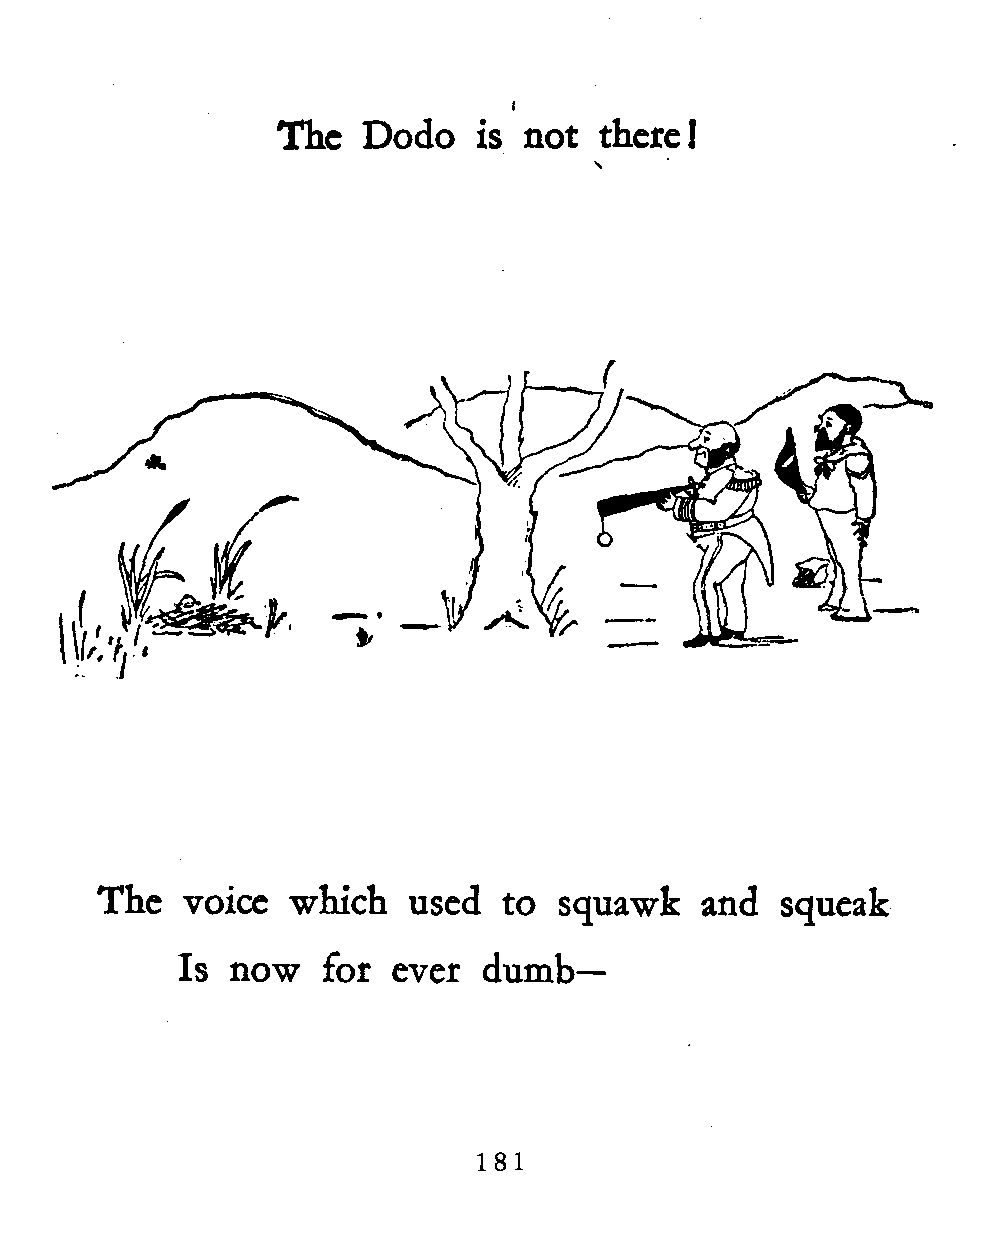 The Dodo is not there!
The voice which used to squawk and squeak
Is now for ever dumb—
181